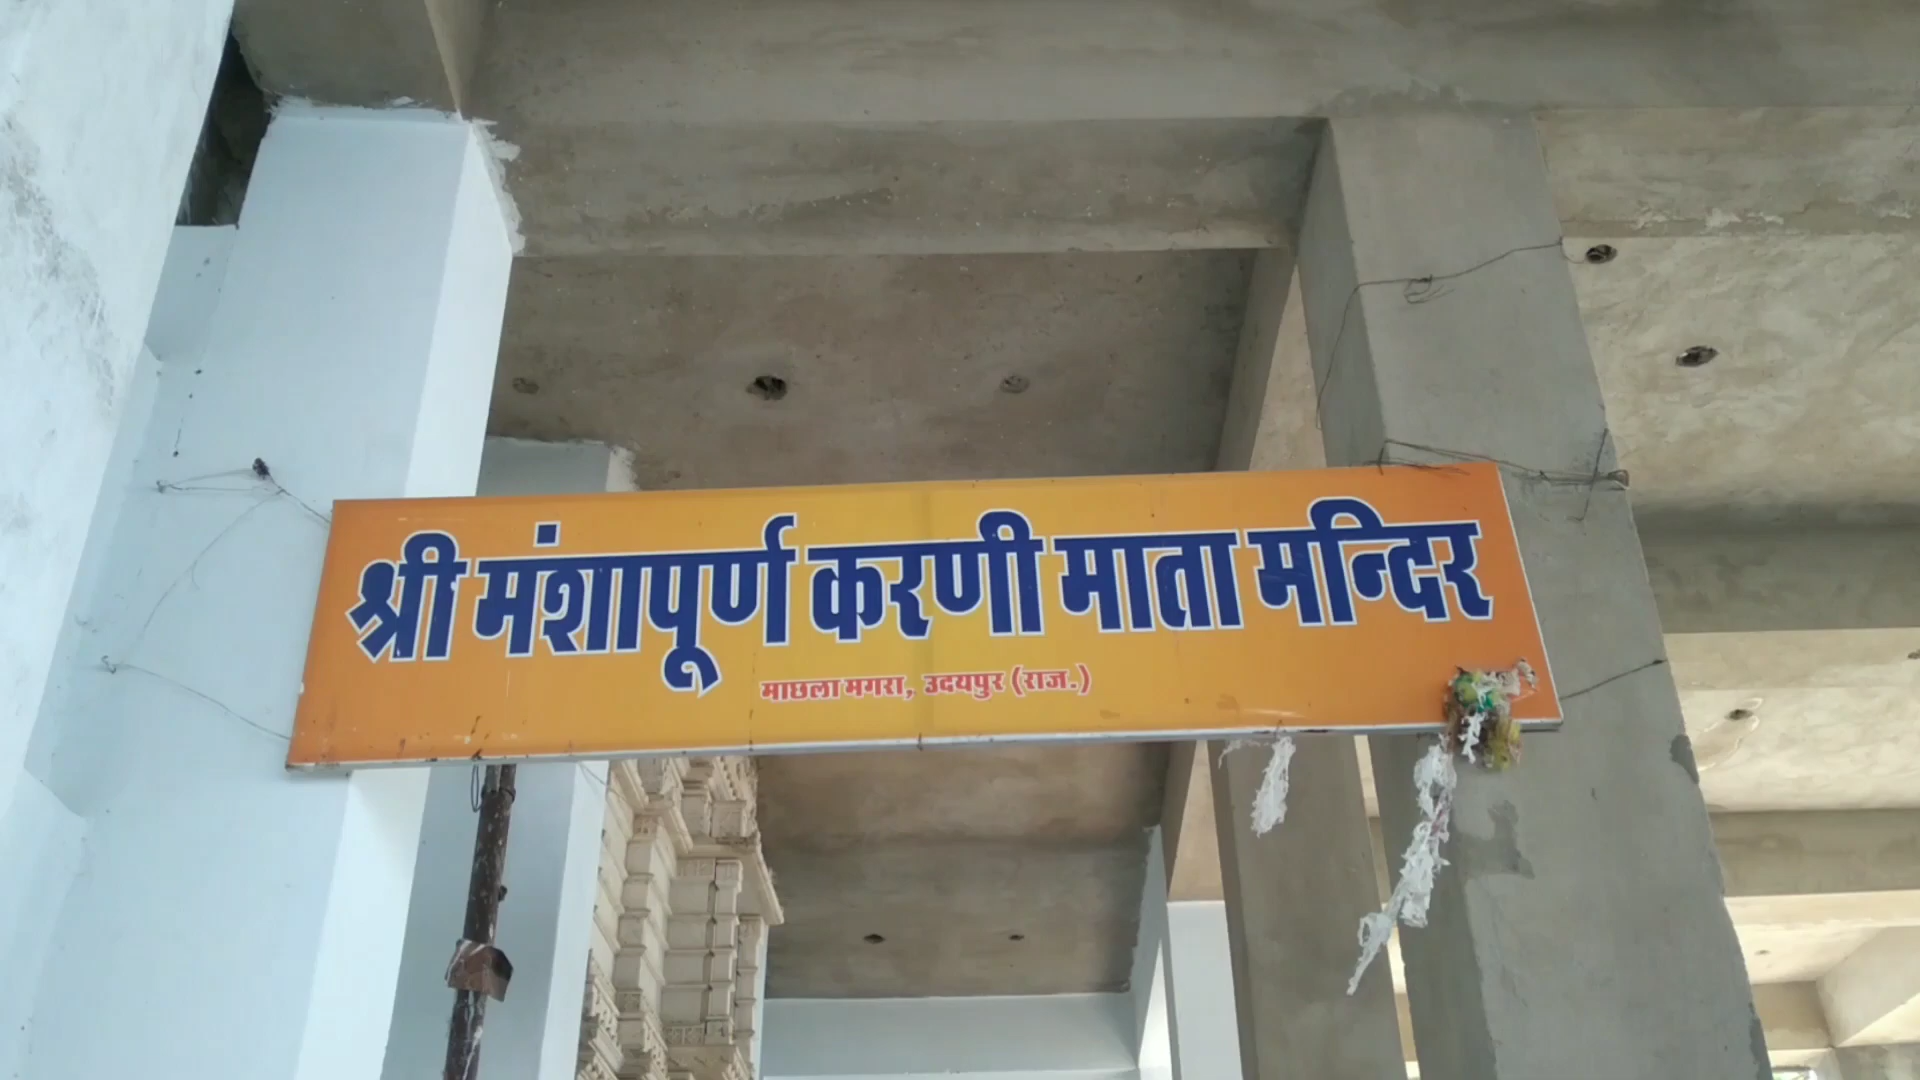 श्री मंशापूर्ण करणी माता मन्दिर
माछला मगरा, उदयपुर (राज.)